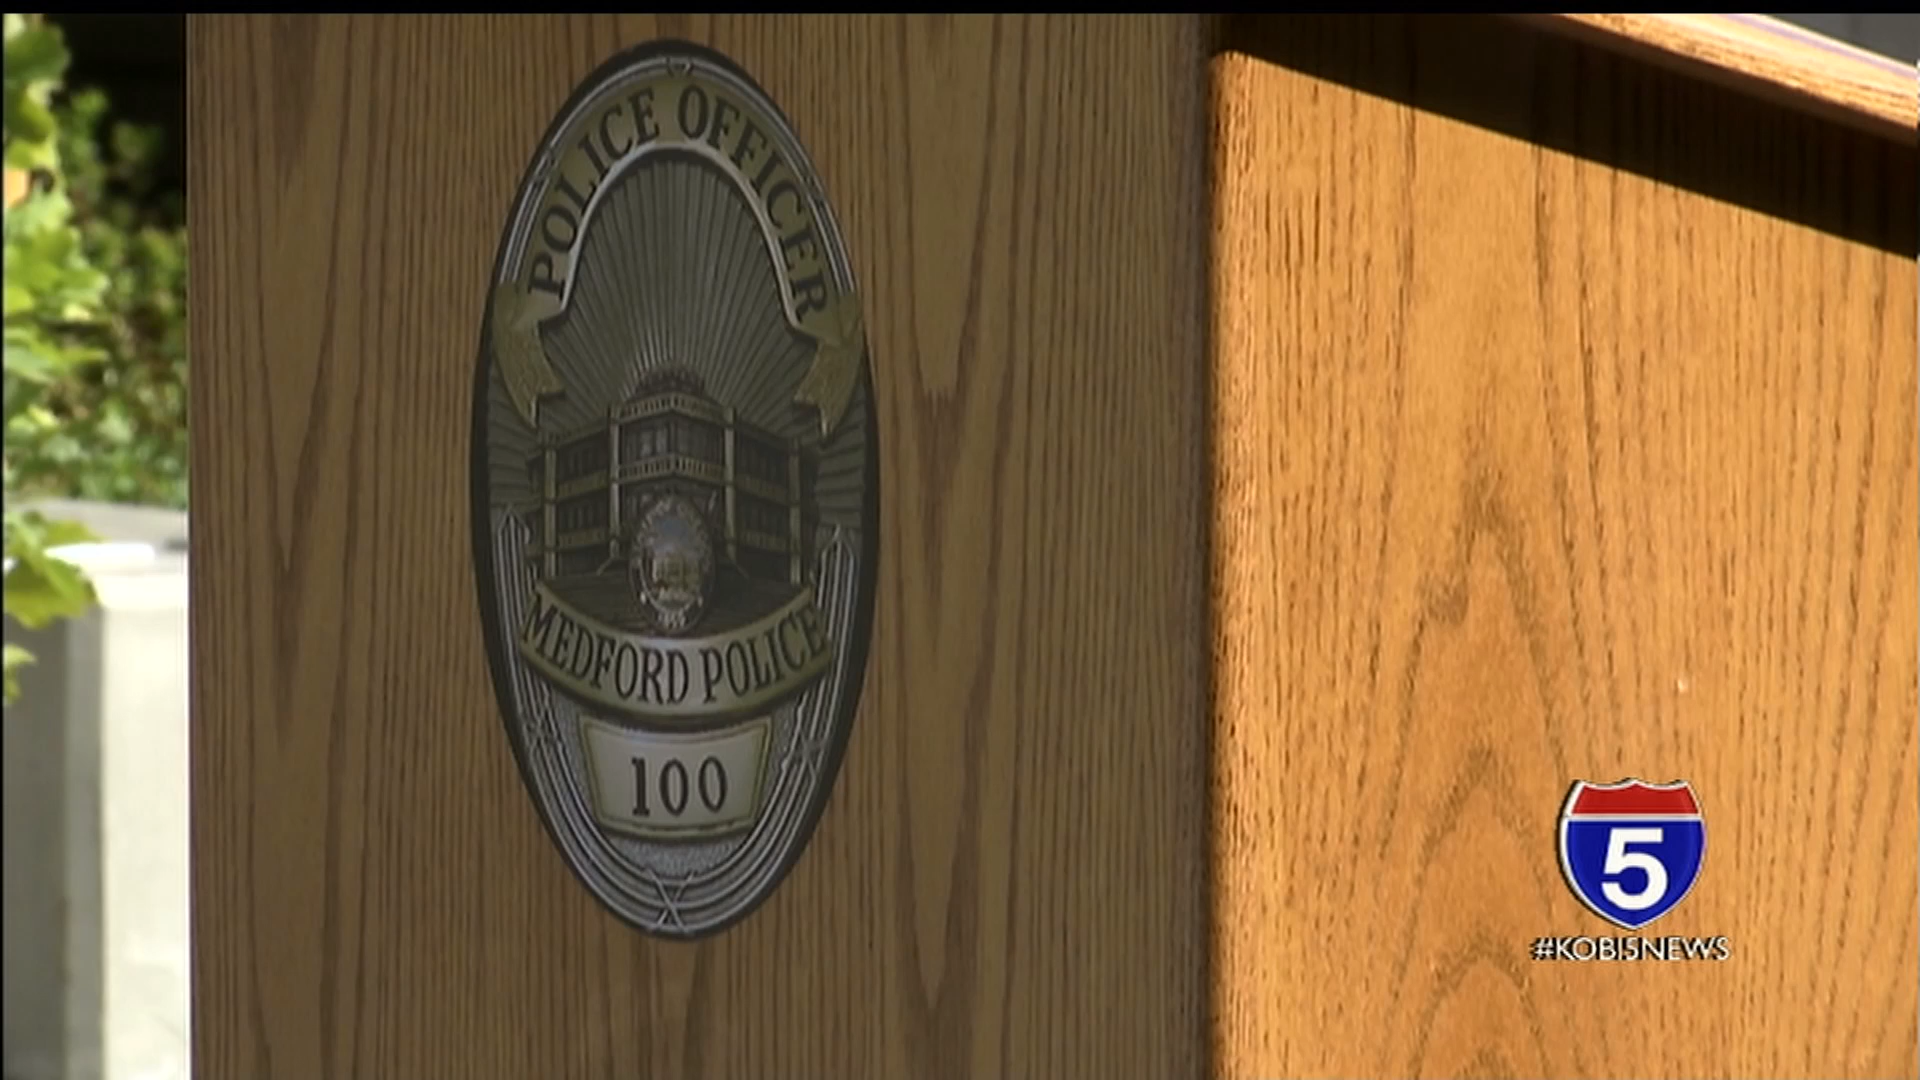 POLICE OFFICER
MEDFORD POLICE
100
5
#KOBI5NEWS